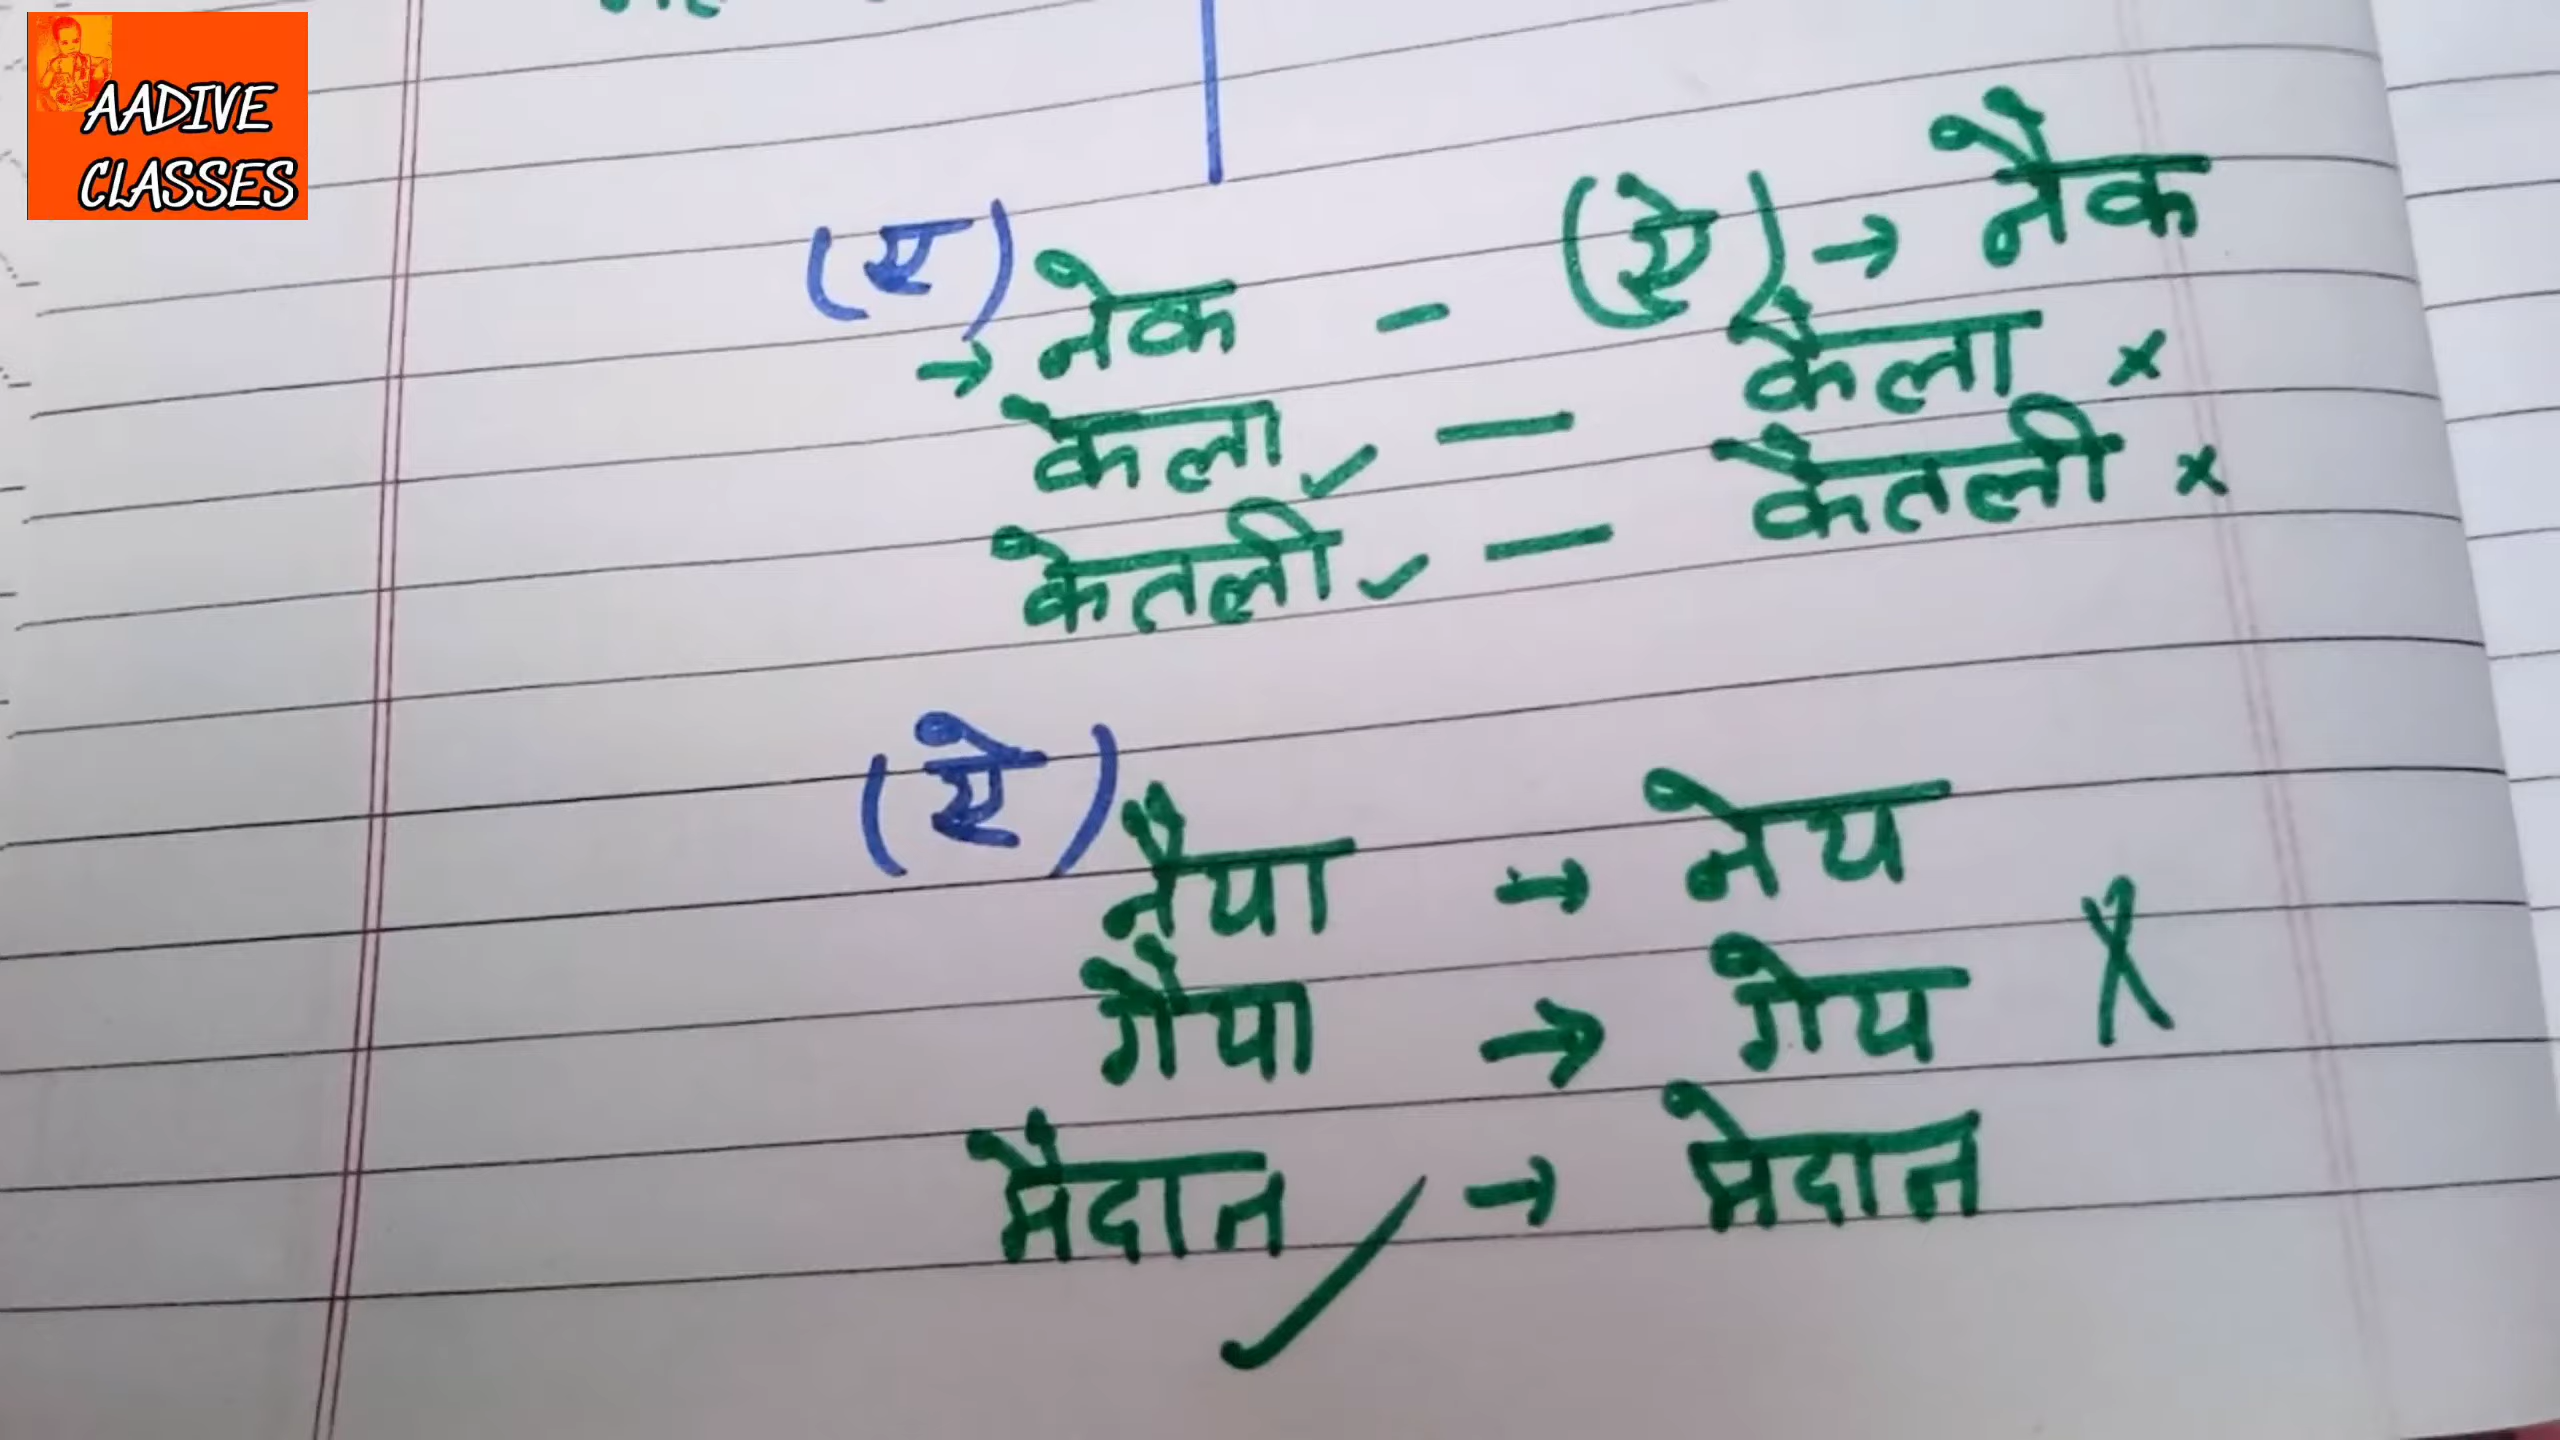 AADIVE
CLASSES
(ए) → नेक - (ऐ) → नैक
केला ✓ — कैला ×
केतली ✓ — कैतली ×
(ऐ)
नैया → नेय
गैया → गेय X
मैदान ✓ → मेदान